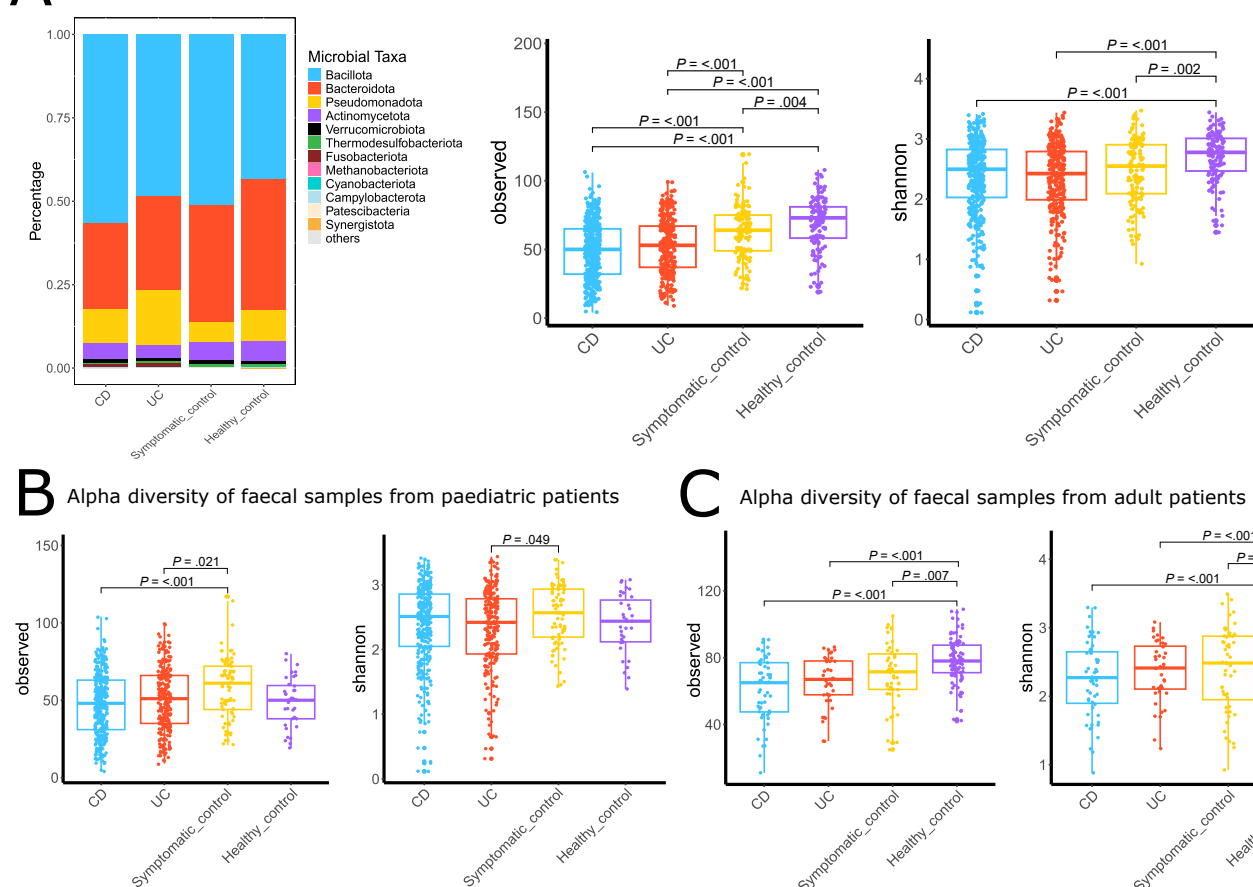 A
1.00
0.75
0.50
0.25
0.00
Percentage
CD
UC
Symptomatic_control
Healthy_control
Microbial Taxa
Bacillota
Bacteroidota
Pseudomonadota
Actinomycetota
Verrucomicrobiota
Thermodesulfobacteriota
Fusobacteriota
Methanobacteriota
Cyanobacteriota
Campylobacterota
Patescibacteria
Synergistota
others
200
150
100
50
0
observed
P = <.001
P = <.001
P = .004
P = <.001
P = <.001
CD
UC
Symptomatic_control
Healthy_control
4
3
2
1
0
shannon
P = <.001
P = .002
P = <.001
CD
UC
Symptomatic_control
Healthy_control
B Alpha diversity of faecal samples from paediatric patients
150
100
50
0
observed
P = .021
P = <.001
CD
UC
Symptomatic_control
Healthy_control
3
2
1
0
shannon
P = .049
CD
UC
Symptomatic_control
Healthy_control
C Alpha diversity of faecal samples from adult patients
120
80
40
observed
P = <.001
P = .007
P = <.001
CD
UC
Symptomatic_control
Healthy_control
4
3
2
1
shannon
P = <.001
P =
P = <.001
CD
UC
Symptomatic_control